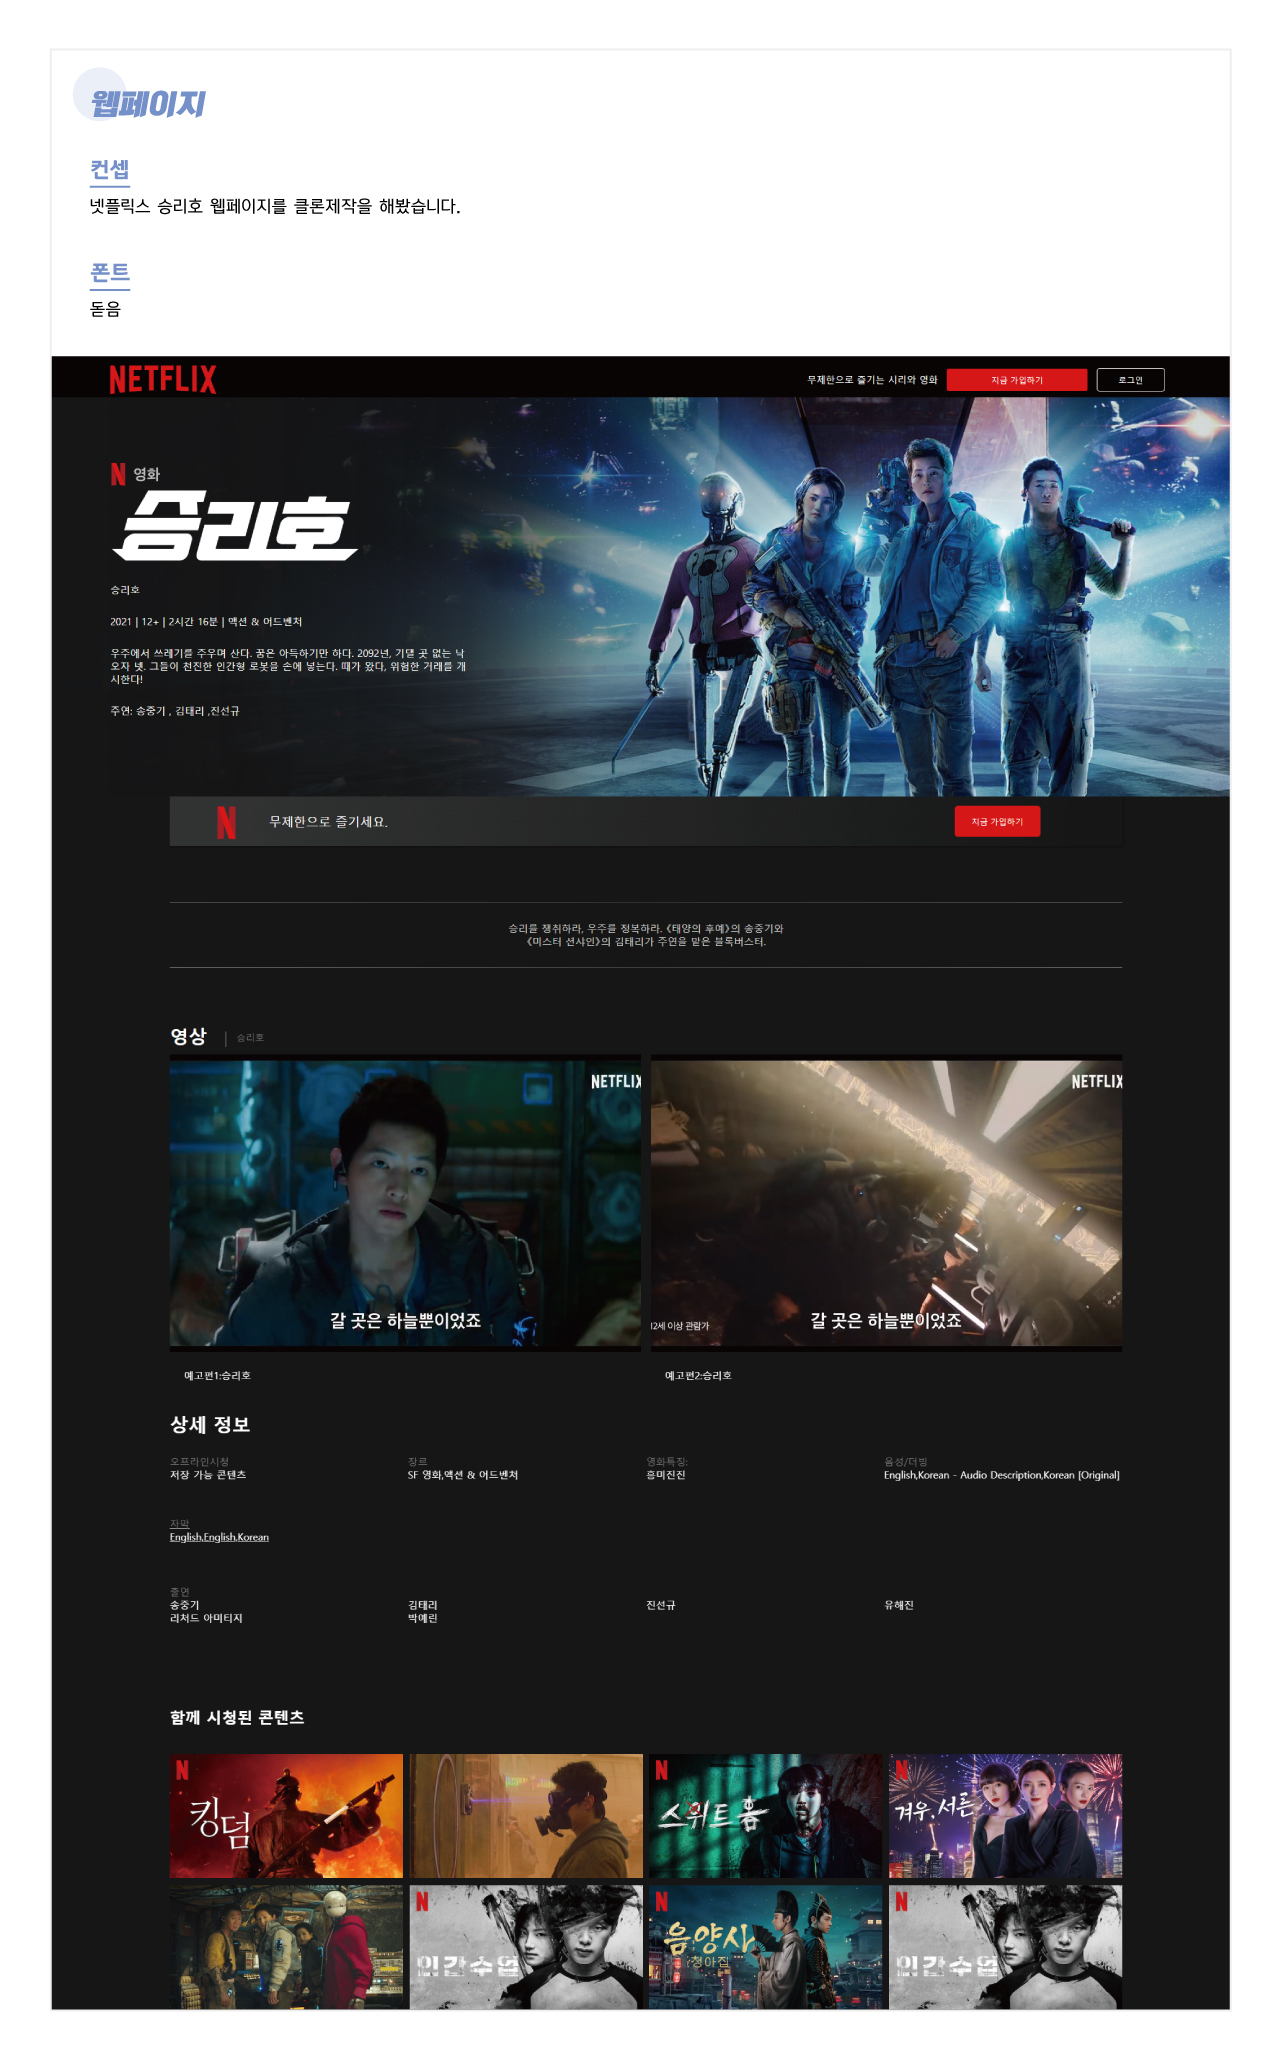 웹페이지
컨셉
넷플릭스 승리호 웹페이지를 클론제작을 해봤습니다.
폰트
돋음
NETFLIX
무제한으로 즐기는 시리와 영화
지금 가입하기
로그인
N 영화
승리호
승리호
2021 | 12+ | 2시간 16분 | 액션 & 어드벤처
우주에서 쓰레기를 주우며 산다. 꿈은 아득하기만 하다. 2092년, 기댈 곳 없는 낙
오자 넷. 그들이 천진한 인간형 로봇을 손에 넣는다. 때가 왔다, 위험한 거래를 개
시한다!
주연: 송중기 , 김태리 ,진선규
N
무제한으로 즐기세요.
지금 가입하기
승리를 쟁취하라, 우주를 정복하라. 《태양의 후예》의 송중기와
《미스터 션샤인》의 김태리가 주연을 맡은 블록버스터.
영상 | 승리호
NETFLIX
갈 곳은 하늘뿐이었죠
NETFLIX
12세 이상 관람가
갈 곳은 하늘뿐이었죠
예고편1:승리호
예고편2:승리호
상세 정보
오프라인시청
저장 가능 콘텐츠
장르
SF 영화,액션 & 어드벤처
영화특징:
흥미진진
음성/더빙
English,Korean - Audio Description,Korean [Original]
자막
English,English,Korean
출연
송중기
리처드 아미티지
김태리
박예린
진선규
유해진
함께 시청된 콘텐츠
N
킹덤
N
스위트홈
N
겨우, 서른
N
인간수업
N
음양사
청아집
N
인간수업